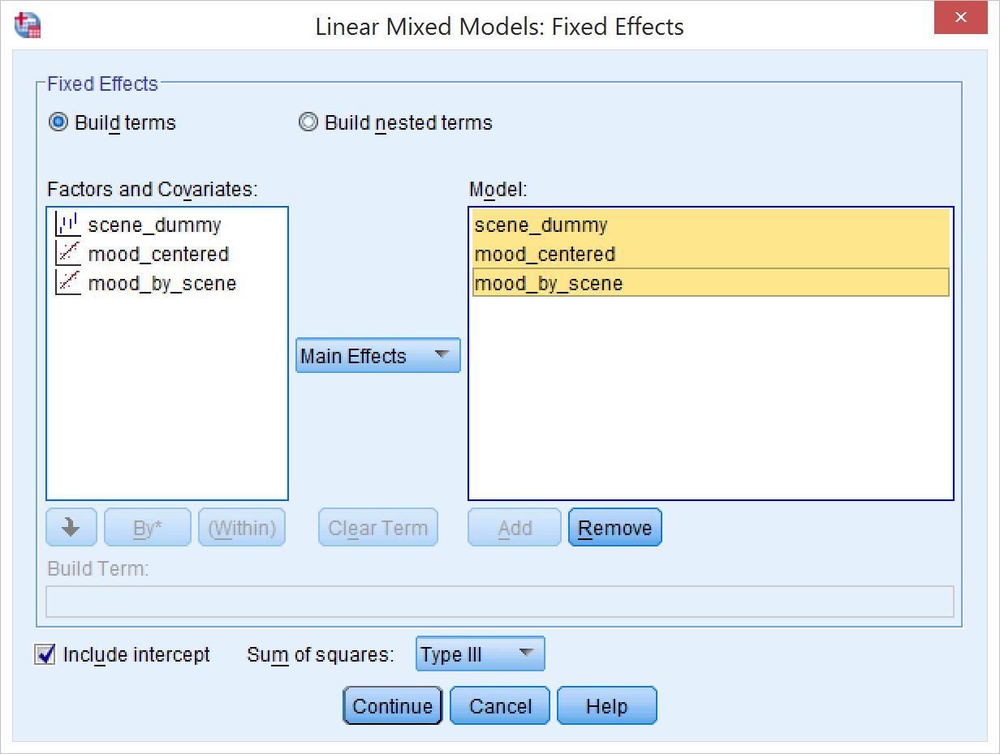 Linear Mixed Models: Fixed Effects
Fixed Effects
Build terms Build nested terms
Factors and Covariates: Model:
scene_dummy scene_dummy
mood_centered mood_centered
mood_by_scene mood_by_scene
Main Effects
By* (Within) Clear Term Add Remove
Build Term:
Include intercept Sum of squares: Type III
Continue Cancel Help